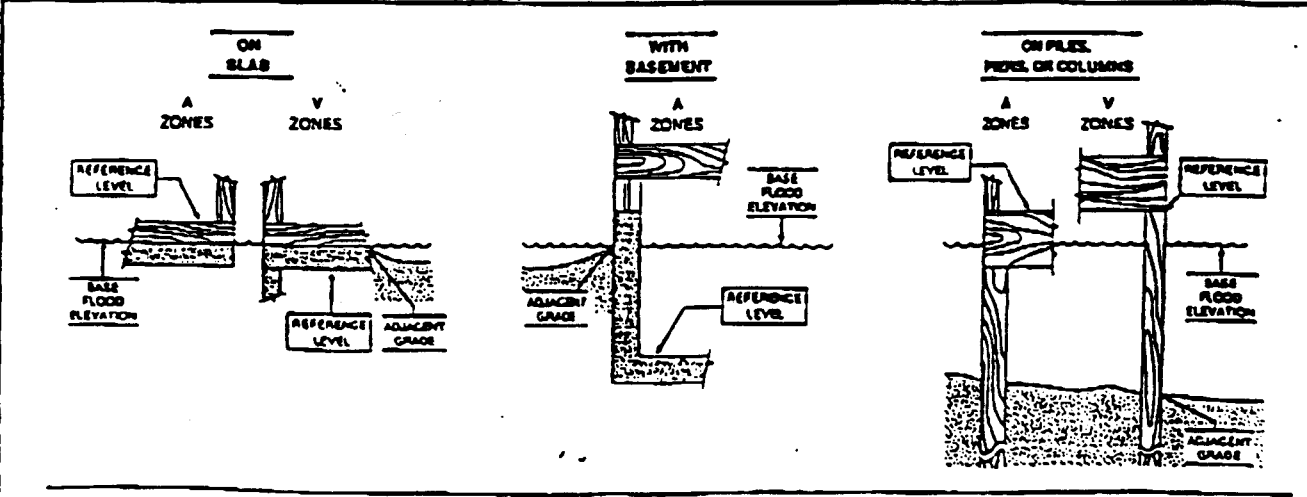 ON
SLAB
A
ZONES
V
ZONES
REFERENCE
LEVEL
BASE
FLOOD
ELEVATION
REFERENCE
LEVEL
ADJACENT
GRADE
WITH
BASEMENT
A
ZONES
BASE
FLOOD
ELEVATION
ADJACENT
GRADE
REFERENCE
LEVEL
ON PILES,
PIERS, OR COLUMNS
A
ZONES
V
ZONES
REFERENCE
LEVEL
REFERENCE
LEVEL
BASE
FLOOD
ELEVATION
ADJACENT
GRADE